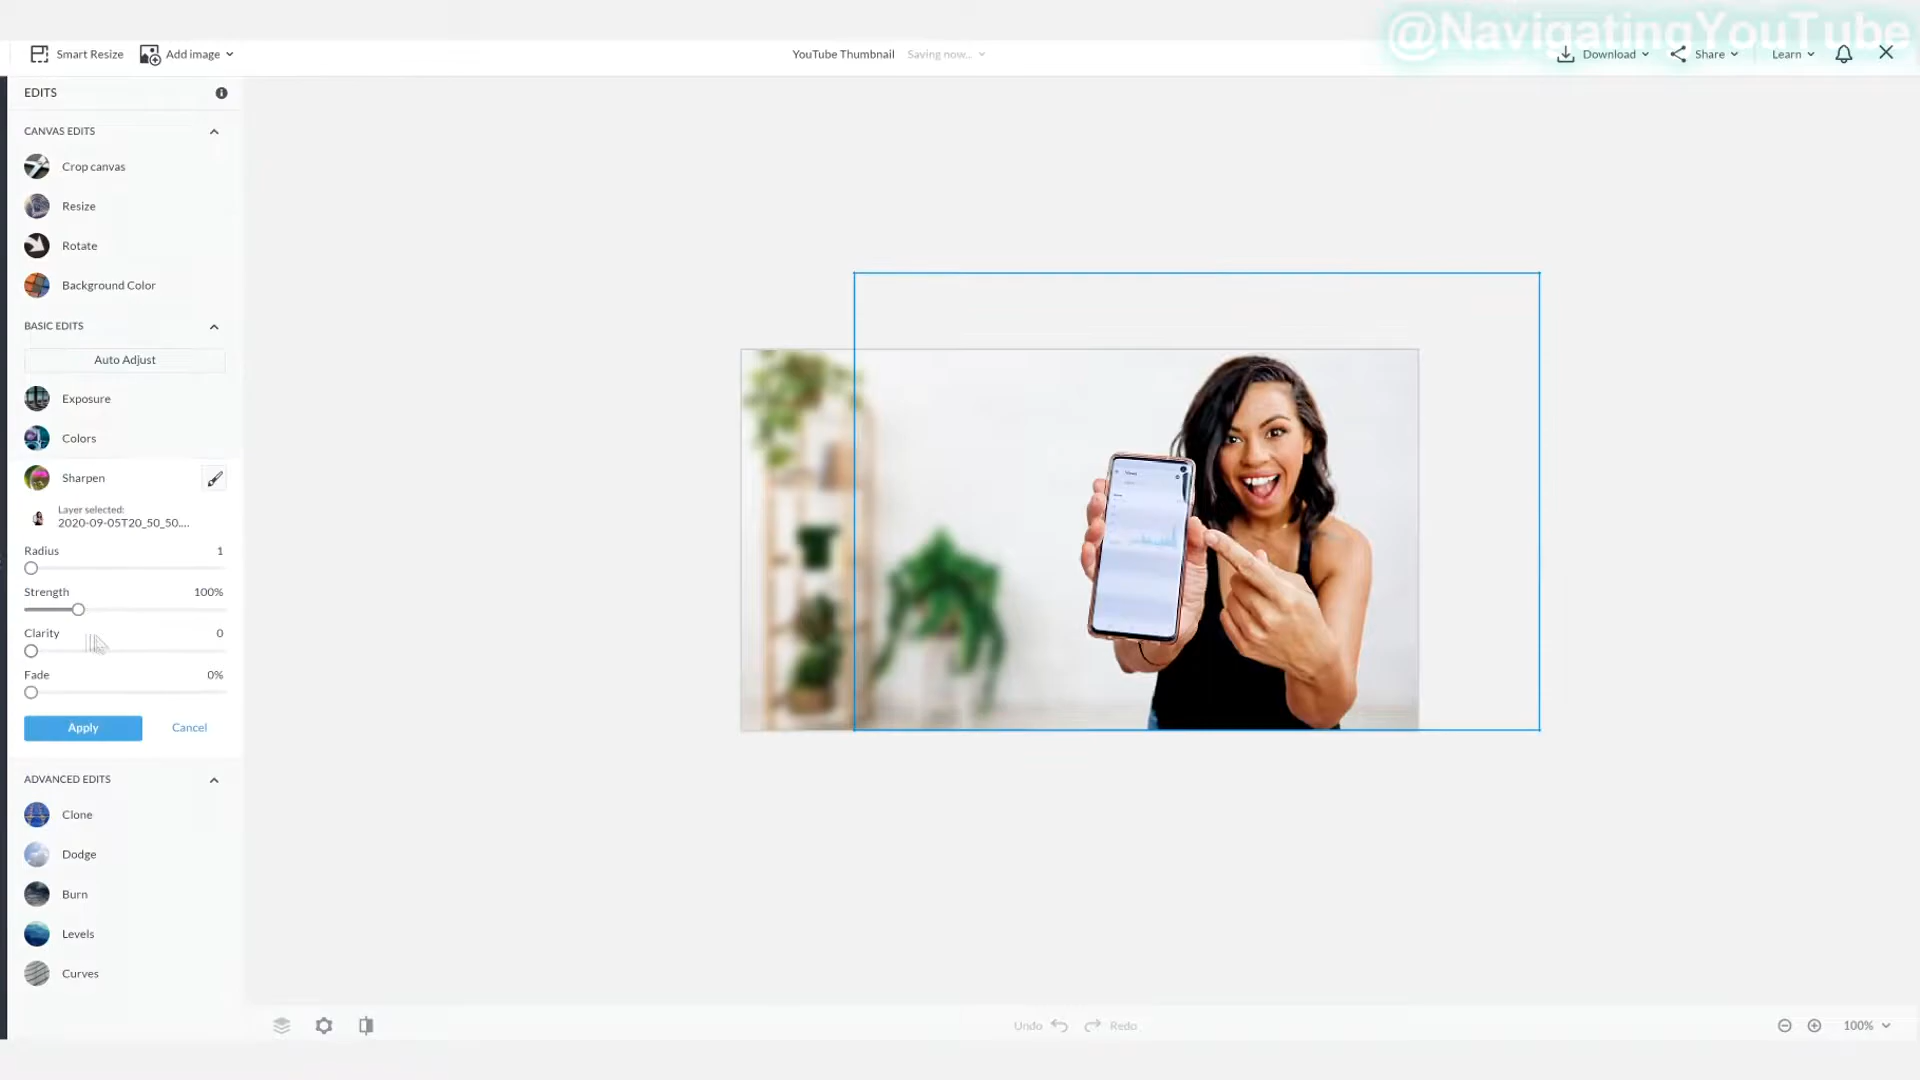 @NavigatingYouTube
Smart Resize Add image YouTube Thumbnail Saving now... Download Share Learn
EDITS
CANVAS EDITS
Crop canvas
Resize
Rotate
Background Color
BASIC EDITS
Auto Adjust
Exposure
Colors
Sharpen
Layer selected:
2020-09-05T20_50_50....
Radius 1
Strength 100%
Clarity 0
Fade 0%
Apply Cancel
ADVANCED EDITS
Clone
Dodge
Burn
Levels
Curves
Undo Redo 100%